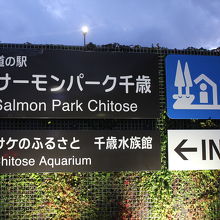 道の駅
サーモンパーク千歳
Salmon Park Chitose
サケのふるさと 千歳水族館
Chitose Aquarium
IN